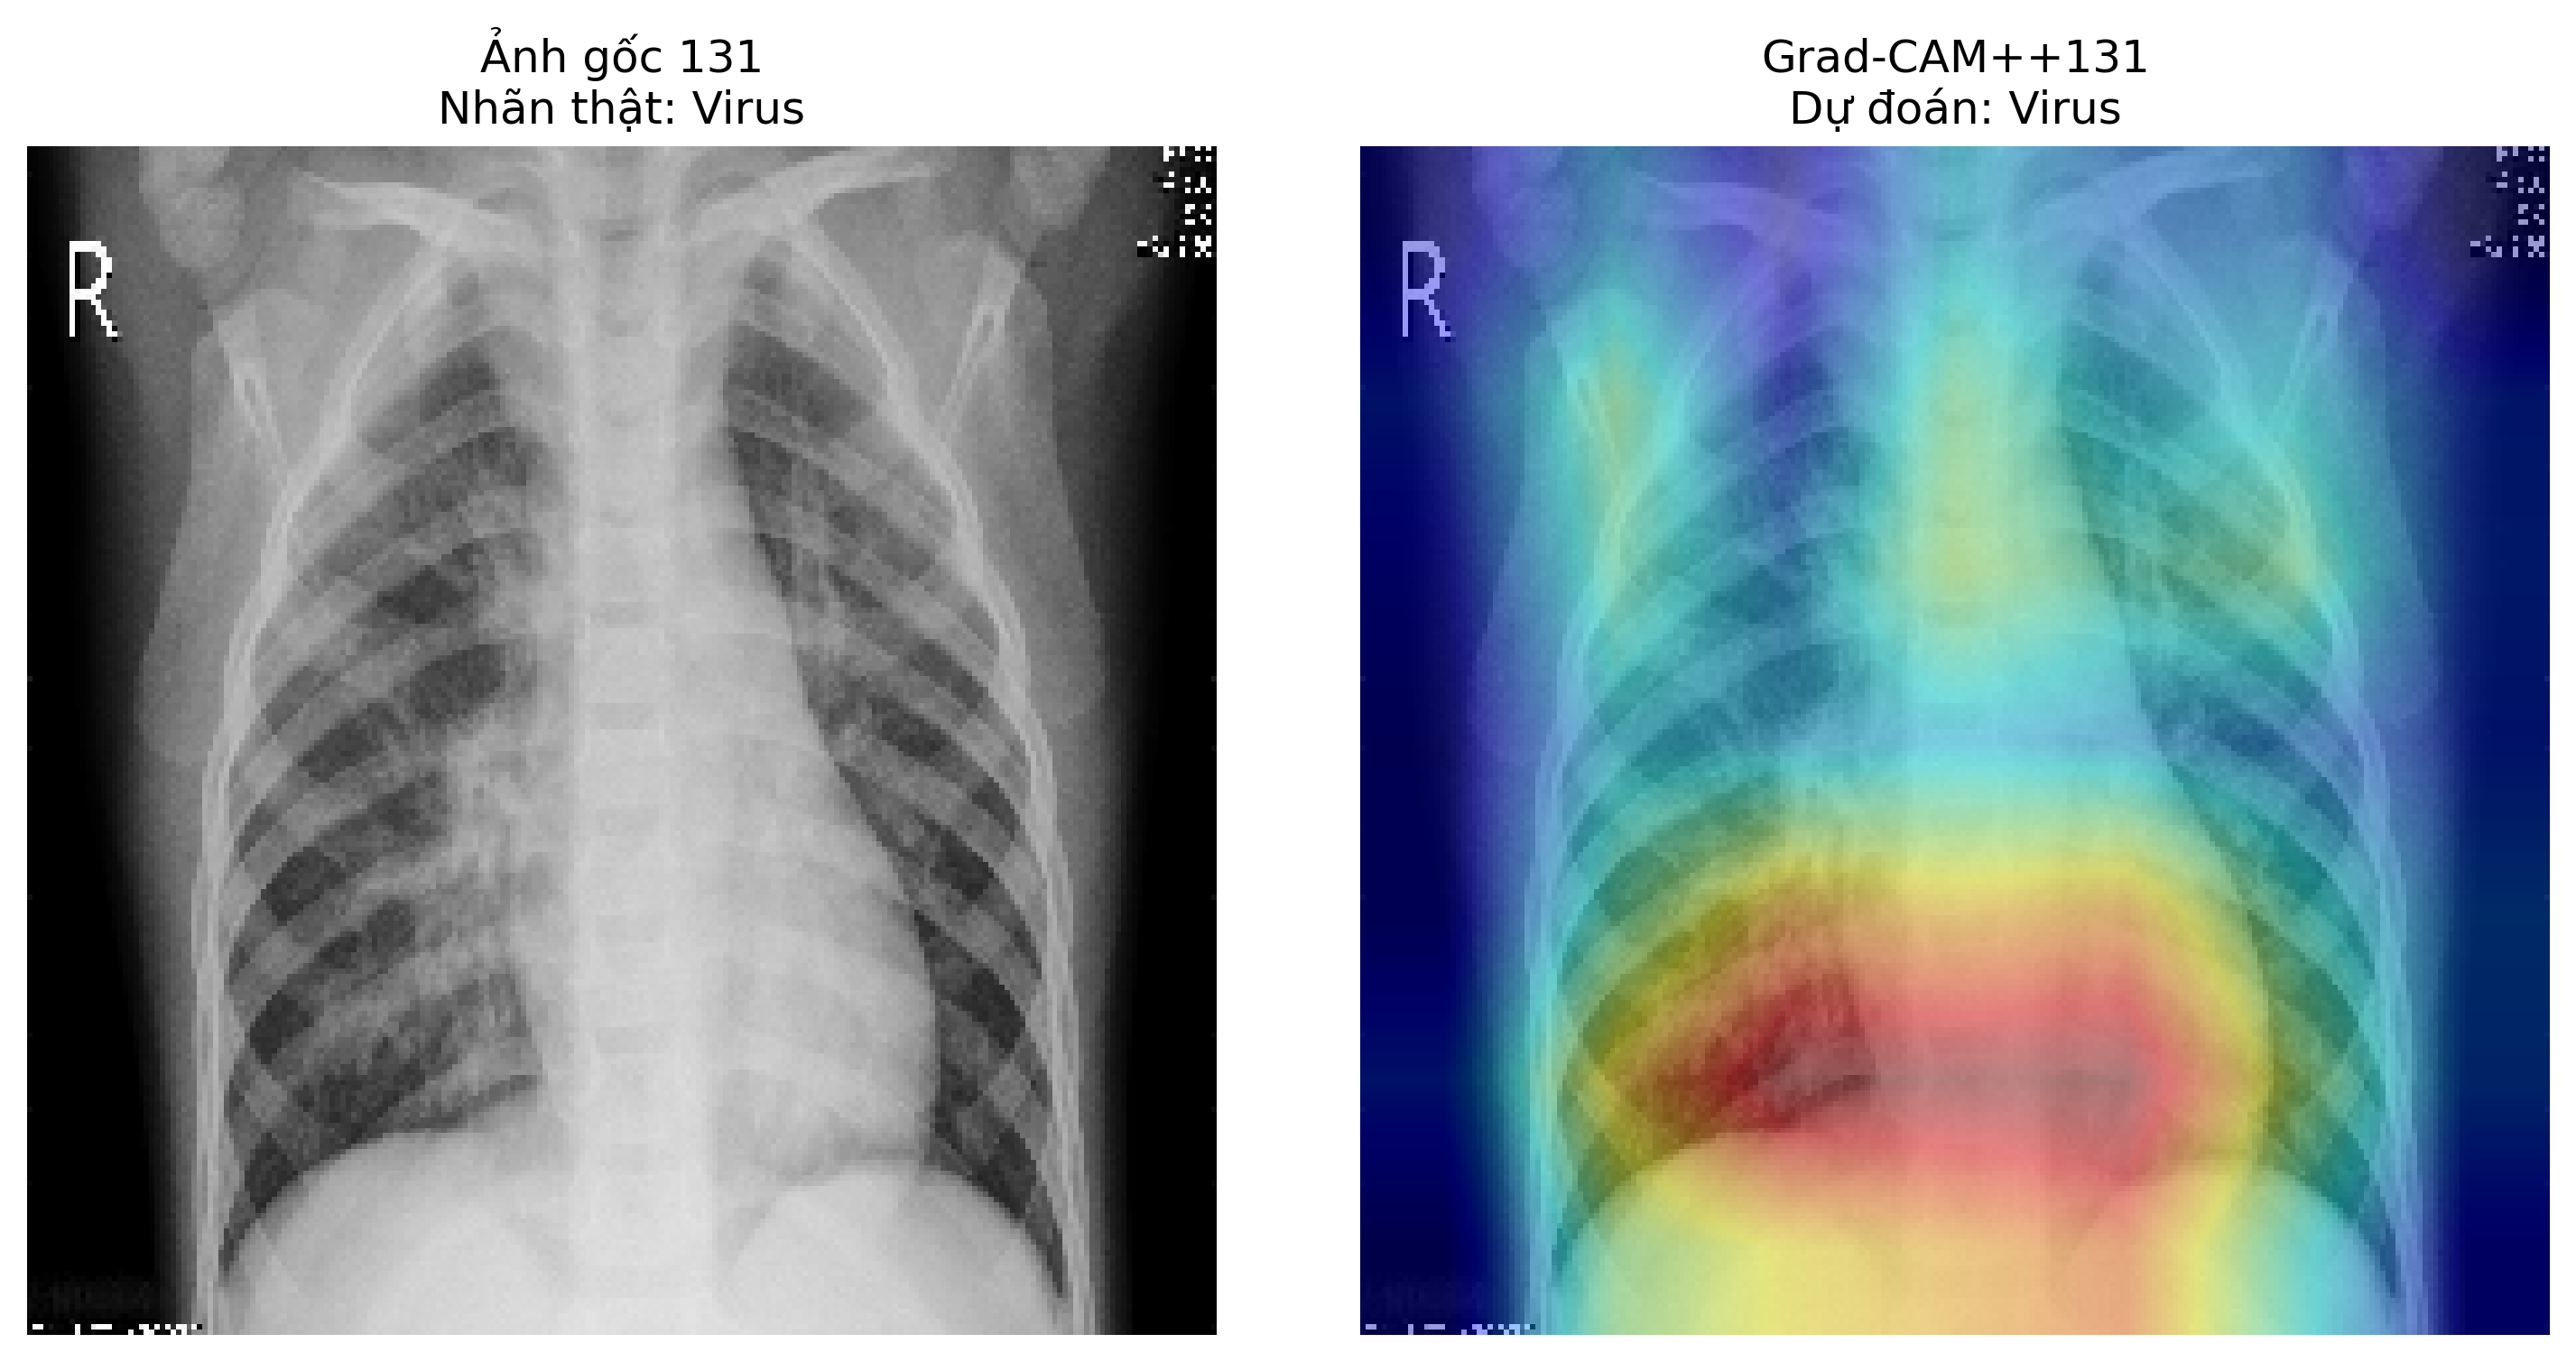 Ảnh gốc 131
Nhãn thật: Virus
R
Grad-CAM++131
Dự đoán: Virus
R